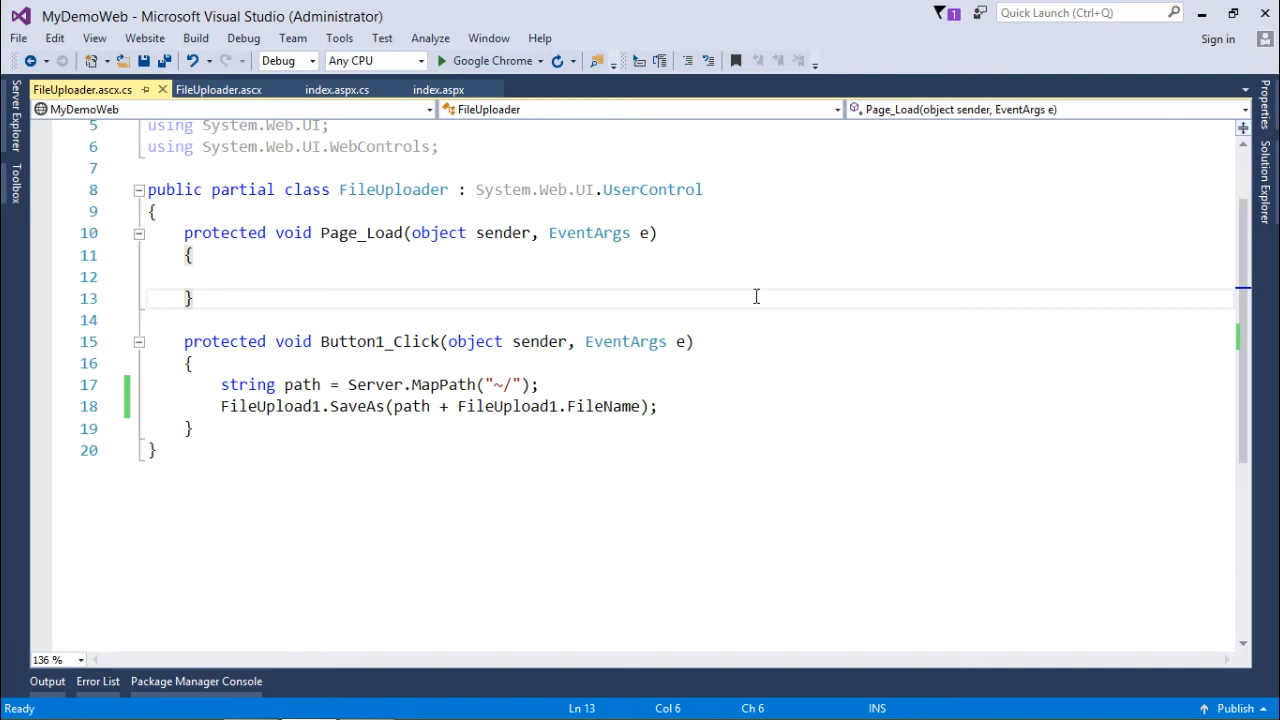 MyDemoWeb - Microsoft Visual Studio (Administrator)
1
Quick Launch (Ctrl+Q)
File Edit View Website Build Debug Team Tools Test Analyze Window Help
Sign in
Debug Any CPU Google Chrome
FileUploader.ascx.cs FileUploader.ascx index.aspx.cs index.aspx
MyDemoWeb FileUploader Page_Load(object sender, EventArgs e)
Server Explorer
Toolbox
Properties
Solution Explorer
5 using System.Web.UI;
6 using System.Web.UI.WebControls;
7
8 public partial class FileUploader : System.Web.UI.UserControl
9 {
10 protected void Page_Load(object sender, EventArgs e)
11 {
12
13 }
14
15 protected void Button1_Click(object sender, EventArgs e)
16 {
17 string path = Server.MapPath("~/");
18 FileUpload1.SaveAs(path + FileUpload1.FileName);
19 }
20 }
136 %
Output Error List Package Manager Console
Ready Ln 13 Col 6 Ch 6 INS Publish